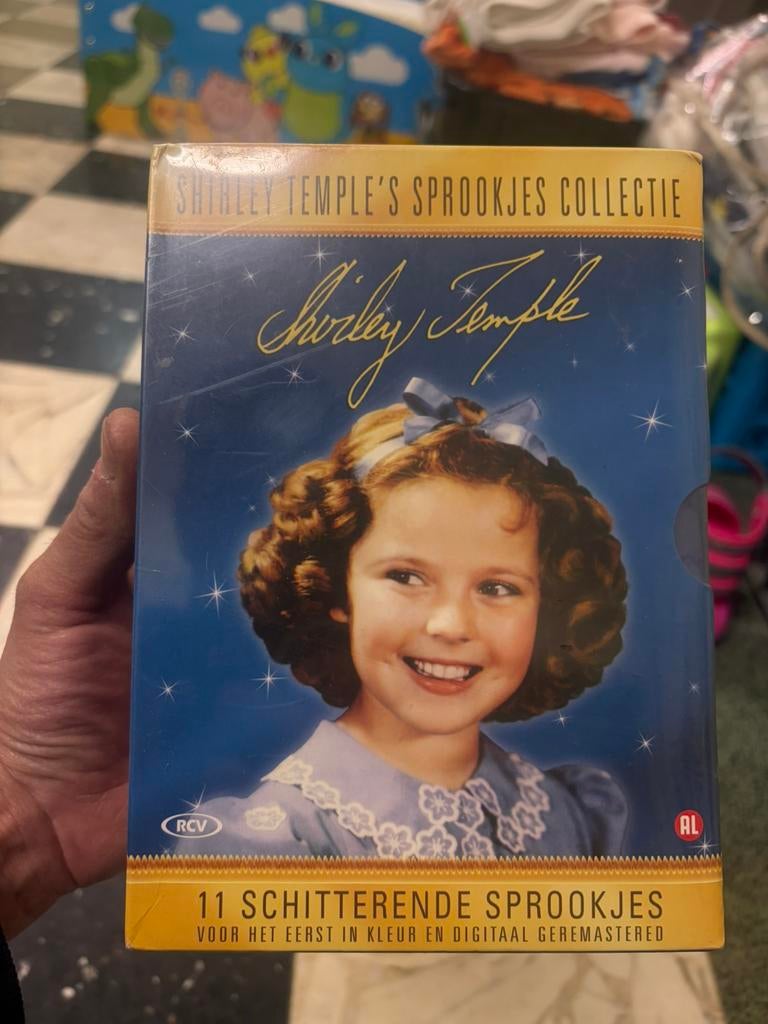 SHIRLEY TEMPLE'S SPROOKJES COLLECTIE
Shirley Temple
RCV
AL
11 SCHITTERENDE SPROOKJES
VOOR HET EERST IN KLEUR EN DIGITAAL GEREMASTERED